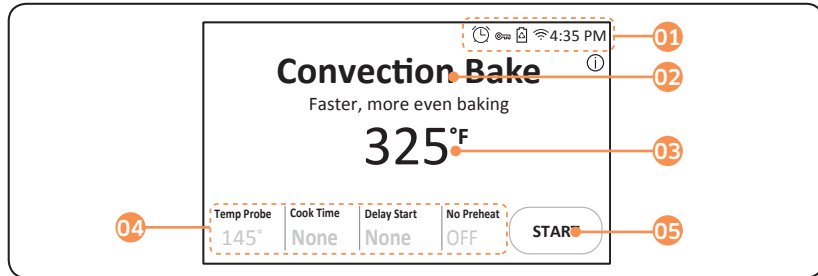 4:35 PM
01
Convection Bake
02
Faster, more even baking
325°F
03
Temp Probe Cook Time Delay Start No Preheat
04
145° None None OFF
START
05